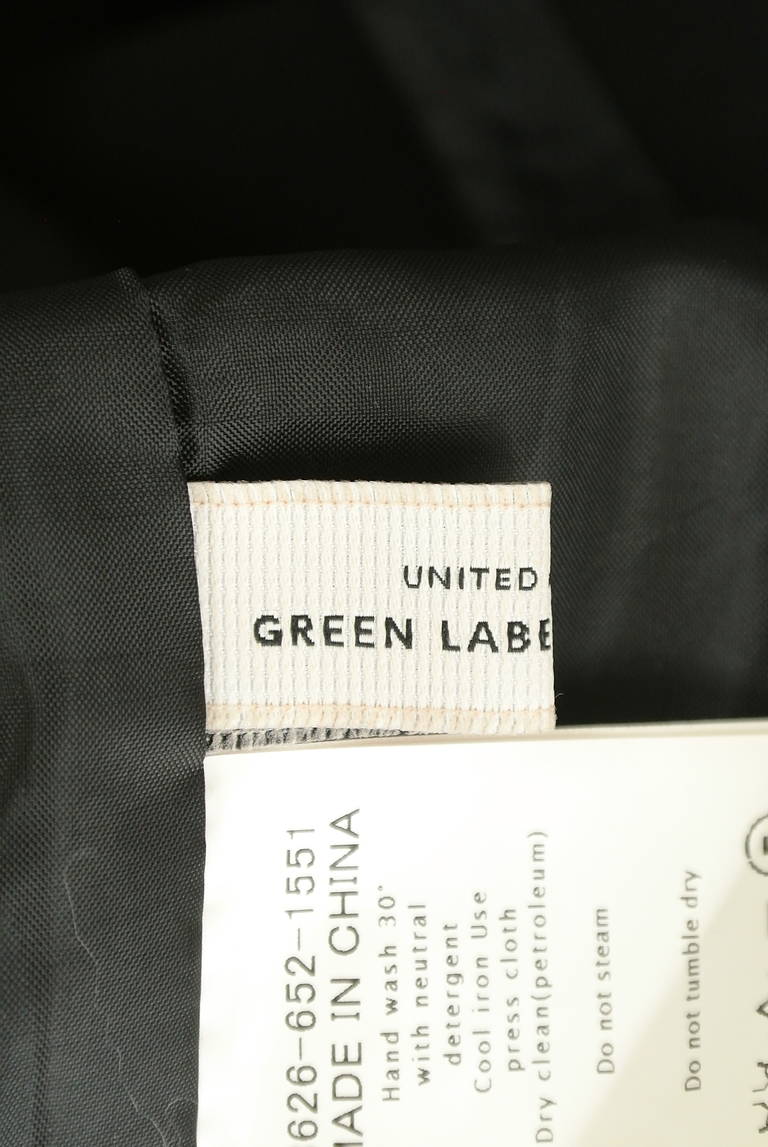 UNITED
GREEN LABE
626-652-1551
MADE IN CHINA
Hand wash 30°
with neutral
detergent
Cool iron Use
press cloth
Dry clean(petroleum)
Do not steam
Do not tumble dry